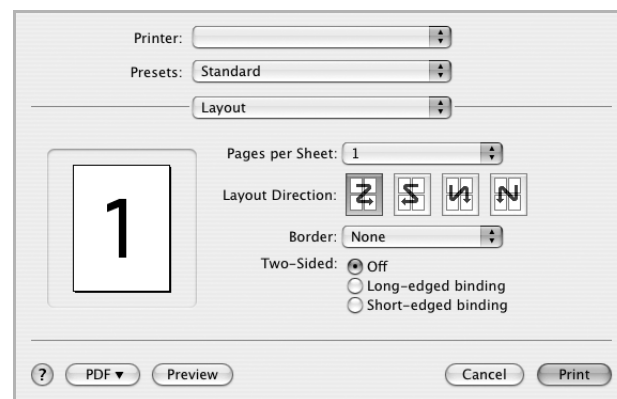 Printer:
Presets: Standard
Layout
Pages per Sheet: 1
1
Layout Direction:
Border: None
Two-Sided: Off
Long-edged binding
Short-edged binding
? PDF▼ Preview Cancel Print